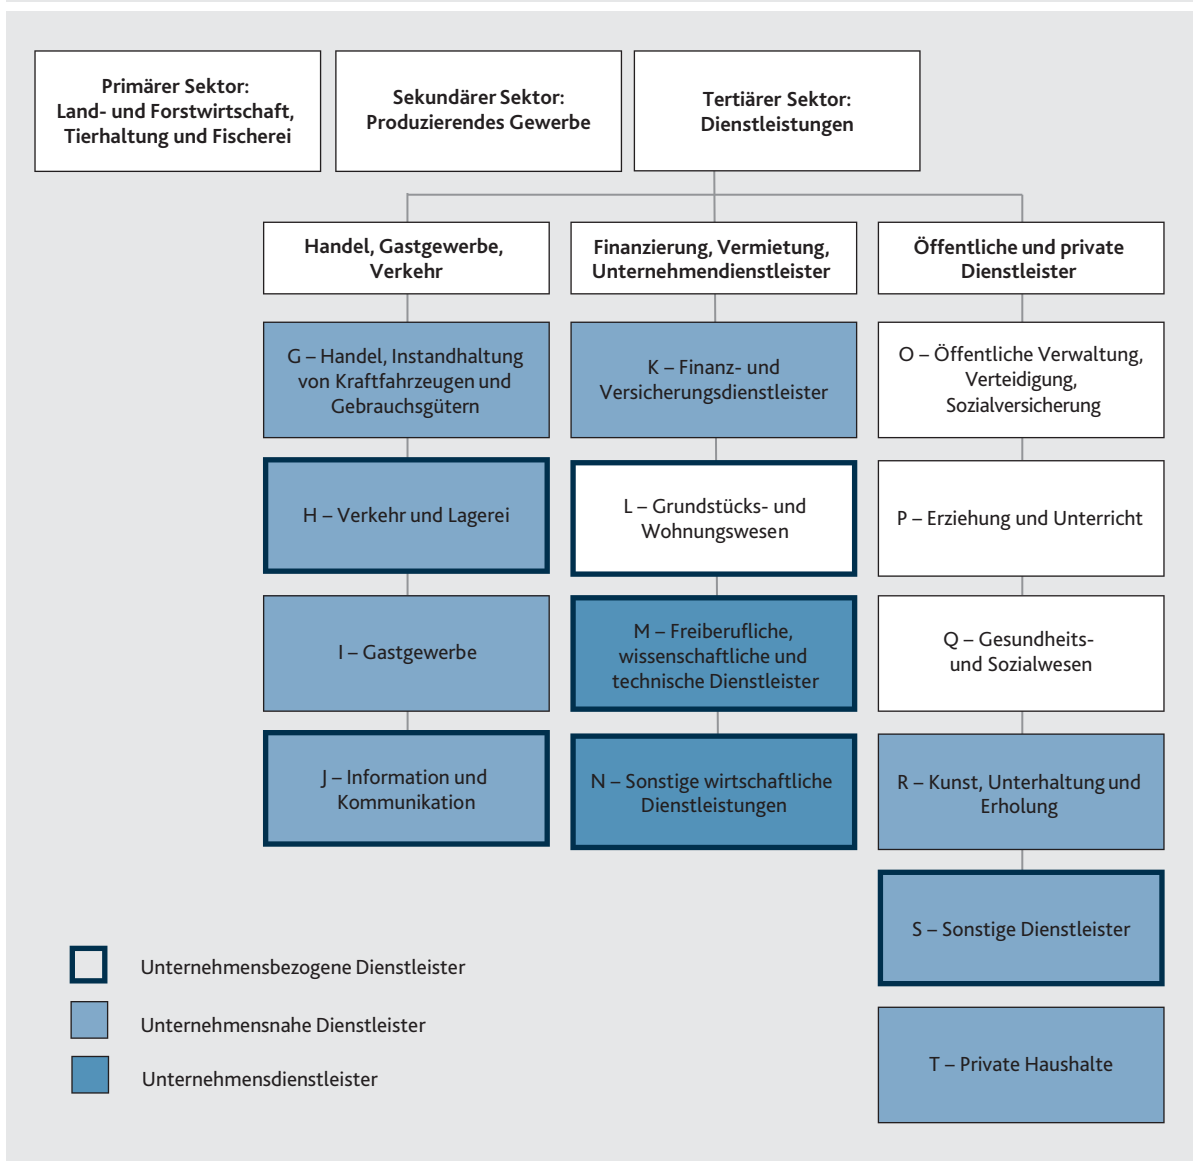 Primärer Sektor:
Land- und Forstwirtschaft,
Tierhaltung und Fischerei
Sekundärer Sektor:
Produzierendes Gewerbe
Tertiärer Sektor:
Dienstleistungen
Handel, Gastgewerbe,
Verkehr
Finanzierung, Vermietung,
Unternehmendienstleister
Öffentliche und private
Dienstleister
G – Handel, Instandhaltung
von Kraftfahrzeugen und
Gebrauchsgütern
K – Finanz- und
Versicherungsdienstleister
O – Öffentliche Verwaltung,
Verteidigung,
Sozialversicherung
H – Verkehr und Lagerei
L – Grundstücks- und
Wohnungswesen
P – Erziehung und Unterricht
I – Gastgewerbe
M – Freiberufliche,
wissenschaftliche und
technische Dienstleister
Q – Gesundheits-
und Sozialwesen
J – Information und
Kommunikation
N – Sonstige wirtschaftliche
Dienstleistungen
R – Kunst, Unterhaltung und
Erholung
S – Sonstige Dienstleister
T – Private Haushalte
Unternehmensbezogene Dienstleister
Unternehmensnahe Dienstleister
Unternehmensdienstleister